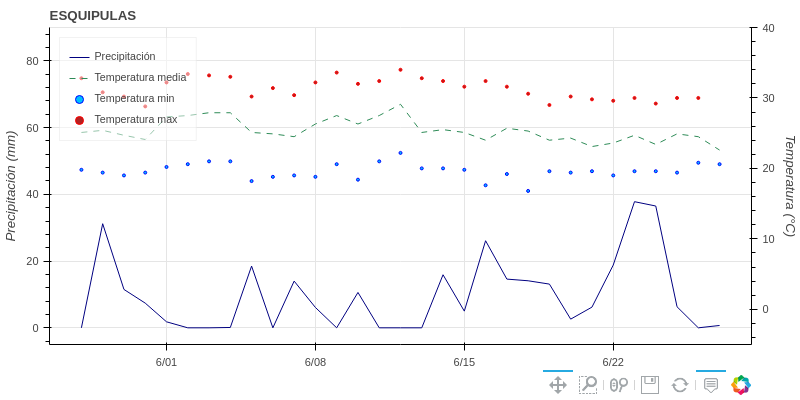 ESQUIPULAS
Precipitación
Temperatura media
Temperatura min
Temperatura max
Precipitación (mm)
80
60
40
20
0
Temperatura (°C)
40
30
20
10
0
6/01
6/08
6/15
6/22